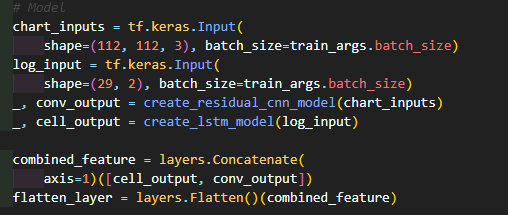 # Model
chart_inputs = tf.keras.Input(
    shape=(112, 112, 3), batch_size=train_args.batch_size)
log_input = tf.keras.Input(
    shape=(29, 2), batch_size=train_args.batch_size)
_, conv_output = create_residual_cnn_model(chart_inputs)
_, cell_output = create_lstm_model(log_input)

combined_feature = layers.Concatenate(
    axis=1)([cell_output, conv_output])
flatten_layer = layers.Flatten()(combined_feature)